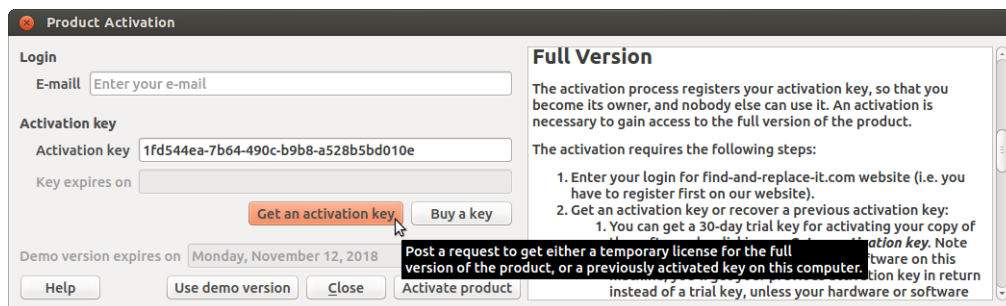 Product Activation
Login
E-maill Enter your e-mail
Activation key
Activation key 1fd544ea-7b64-490c-b9b8-a528b5bd010e
Key expires on
Get an activation key Buy a key
Demo version expires on Monday, November 12, 2018
Help Use demo version Close Activate product
Post a request to get either a temporary license for the full
version of the product, or a previously activated key on this computer.
Full Version
The activation process registers your activation key, so that you
become its owner, and nobody else can use it. An activation is
necessary to gain access to the full version of the product.
The activation requires the following steps:
1. Enter your login for find-and-replace-it.com website (i.e. you
have to register first on our website).
2. Get an activation key or recover a previous activation key:
1. You can get a 30-day trial key for activating your copy of
key. Note
on this
key in return
instead of a trial key, unless your hardware or software